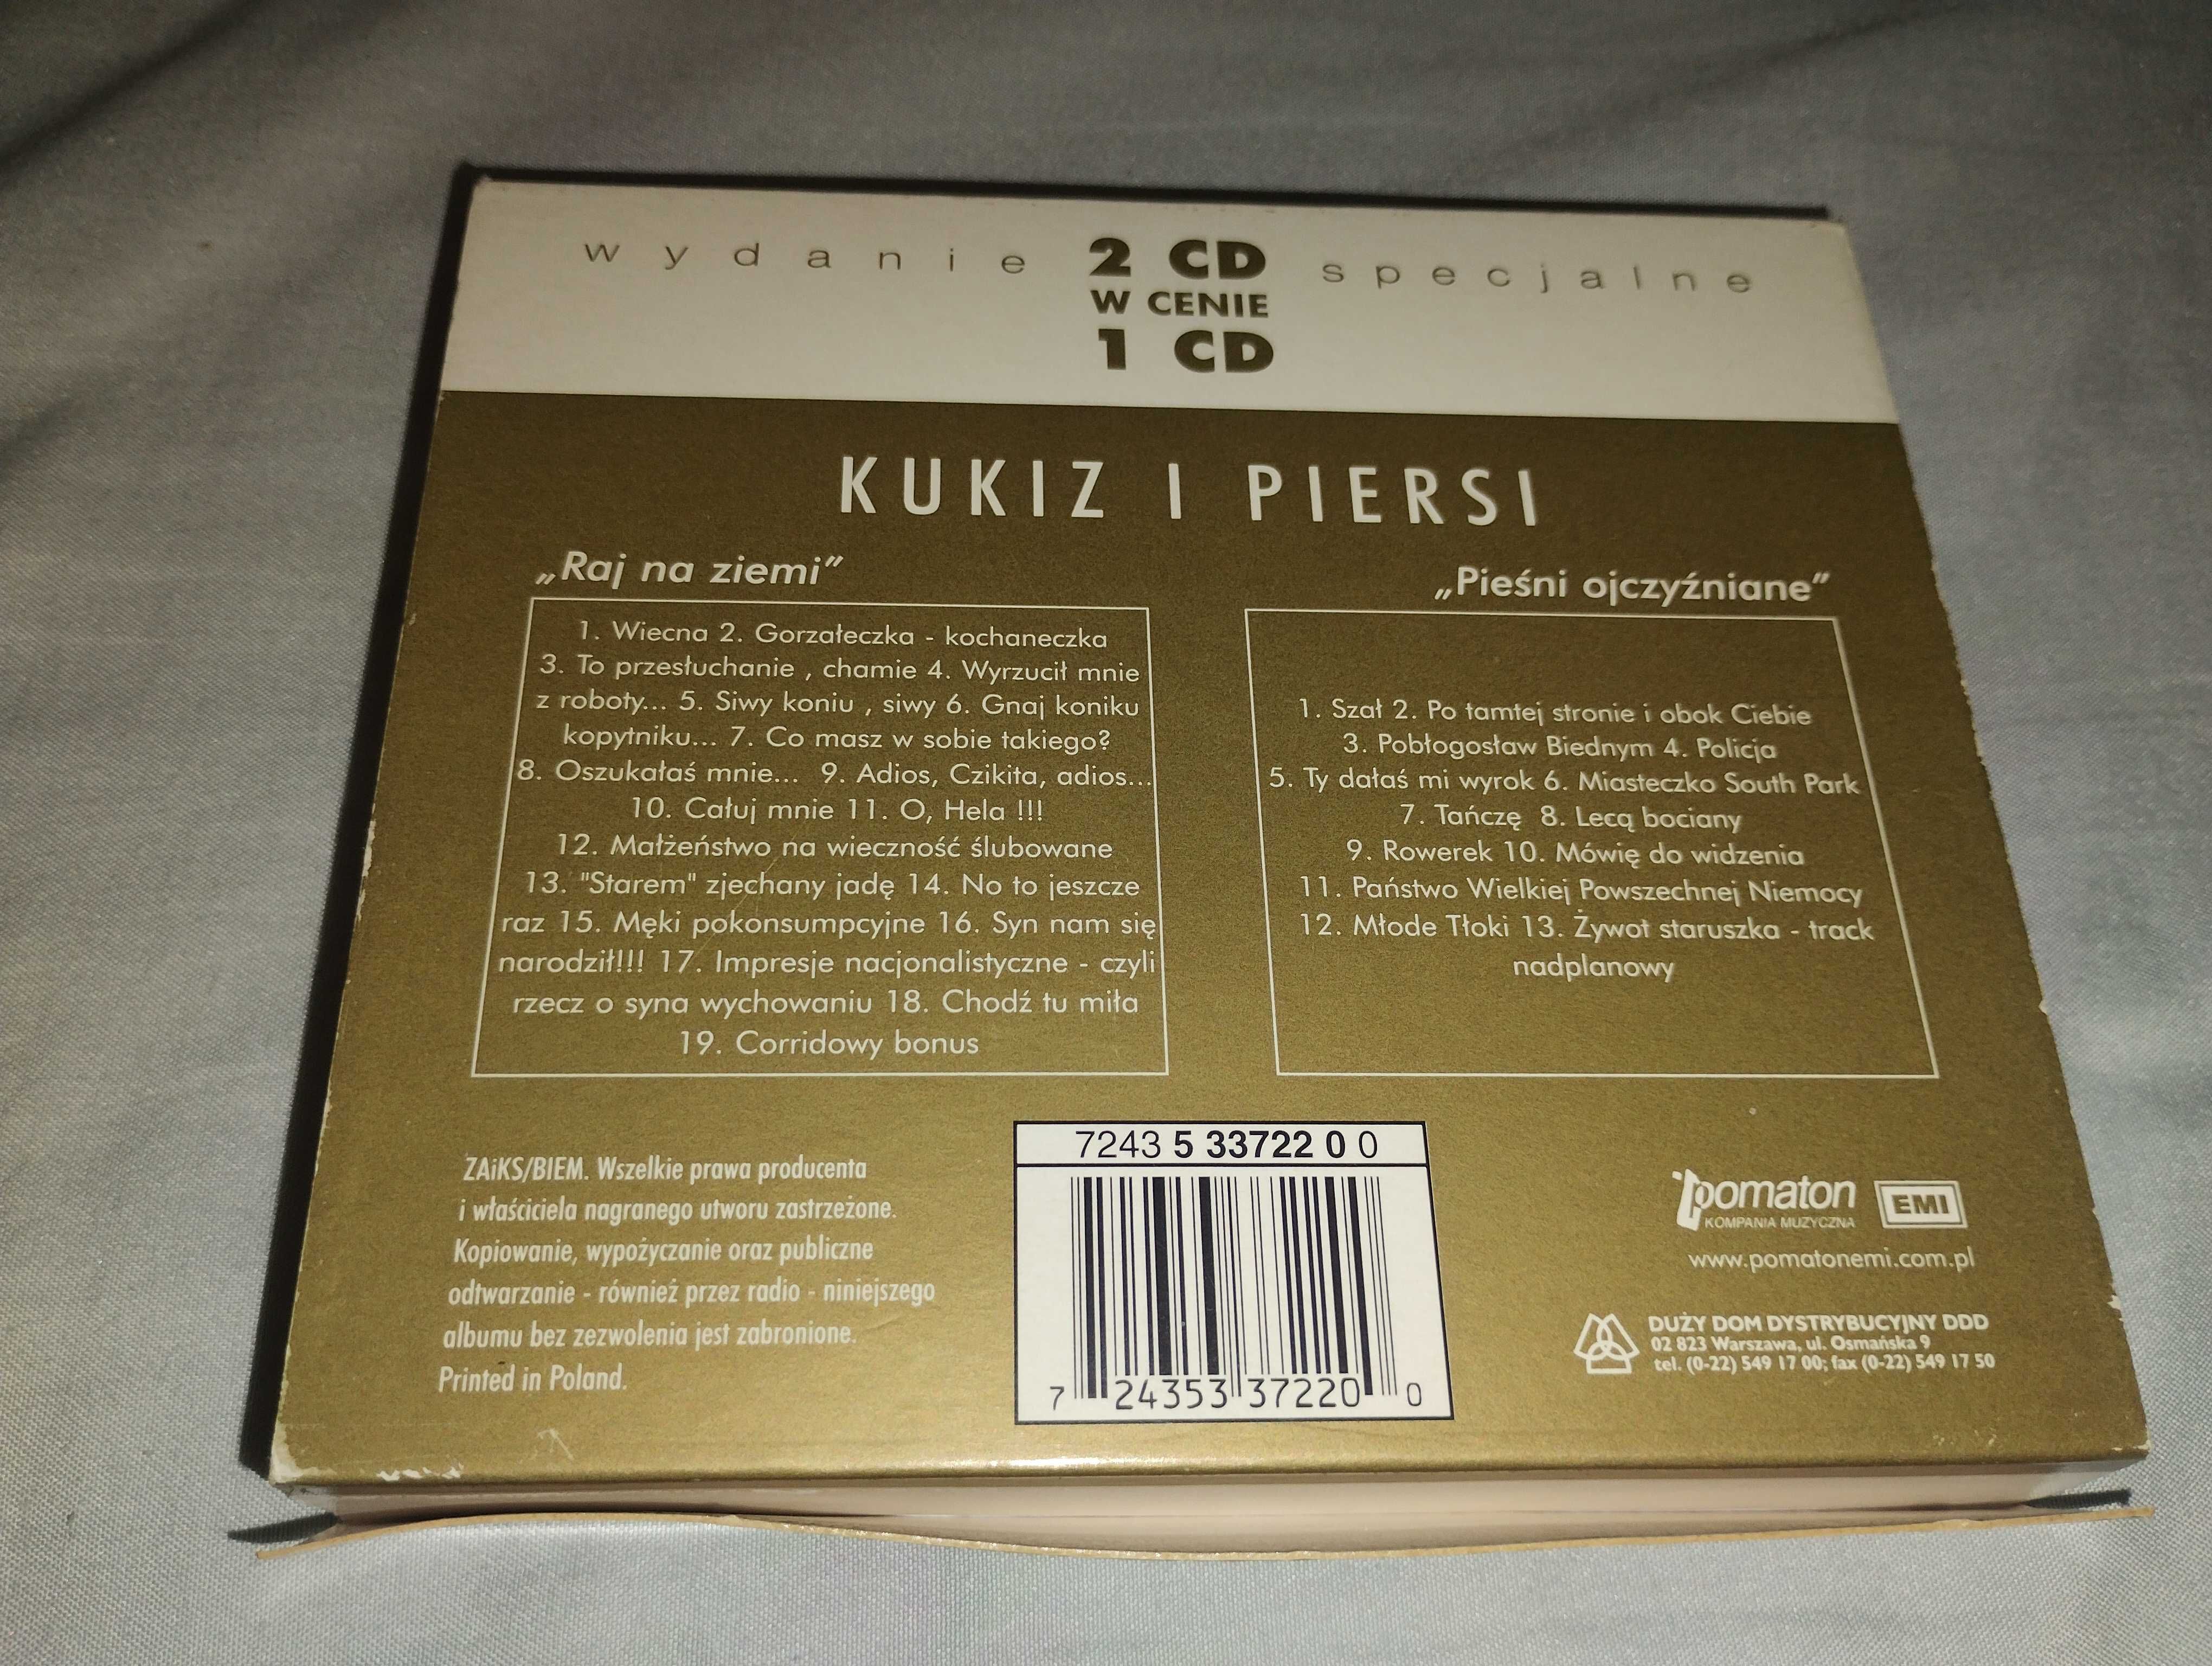 wydanie 2 CD specjalne
W CENIE
1 CD
KUKIZ I PIERSI
„Raj na ziemi”
1. Wiecna 2. Gorzałeczka - kochaneczka
3. To przesłuchanie , chamie 4. Wyrzucił mnie
z roboty... 5. Siwy koniu , siwy 6. Gnaj koniku
kopytniku... 7. Co masz w sobie takiego?
8. Oszukałaś mnie... 9. Adios, Czikita, adios...
10. Całuj mnie 11. O, Hela !!!
12. Małżeństwo na wieczność ślubowane
13. "Starem" zjechany jadę 14. No to jeszcze
raz 15. Męki pokonsumpcyjne 16. Syn nam się
narodził!!! 17. Impresje nacjonalistyczne - czyli
rzecz o syna wychowaniu 18. Chodź tu miła
19. Corridowy bonus
„Pieśni ojczyźniane”
1. Szał 2. Po tamtej stronie i obok Ciebie
3. Pobłogosław Biednym 4. Policja
5. Ty dałaś mi wyrok 6. Miasteczko South Park
7. Tańczę 8. Lecą bociany
9. Rowerek 10. Mówię do widzenia
11. Państwo Wielkiej Powszechnej Niemocy
12. Młode Tłoki 13. Żywot staruszka - track
nadplanowy
ZAiKS/BIEM. Wszelkie prawa producenta
i właściciela nagranego utworu zastrzeżone.
Kopiowanie, wypożyczanie oraz publiczne
odtwarzanie - również przez radio - niniejszego
albumu bez zezwolenia jest zabronione.
Printed in Poland.
7243 5 33722 0 0
7 24353 37220 0
pomaton EMI
KOMPANIA MUZYCZNA
www.pomatonemi.com.pl
DUŻY DOM DYSTRYBUCYJNY DDD
02 823 Warszawa, ul. Osmańska 9
tel. (0-22) 549 17 00; fax (0-22) 549 17 50